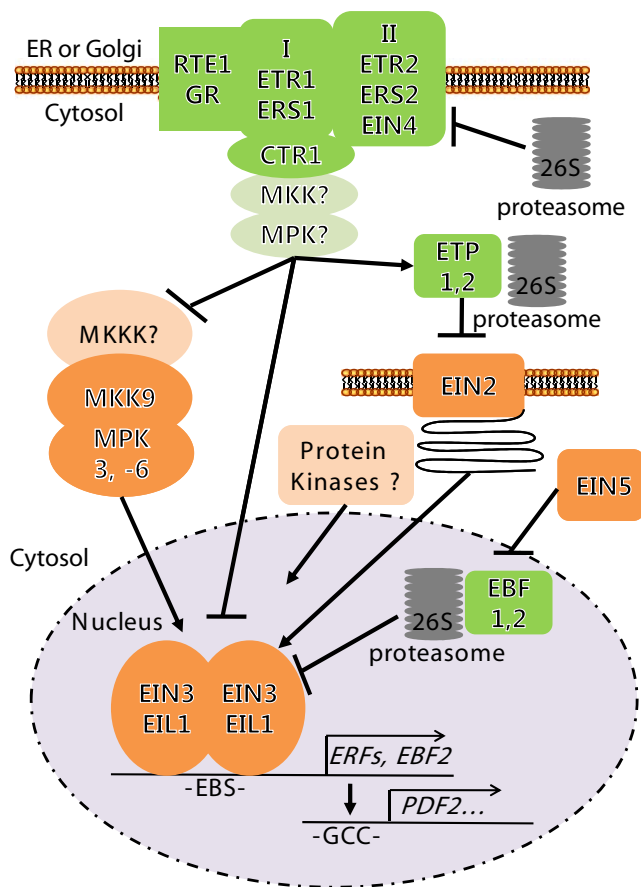 ER or Golgi
Cytosol
RTE1
GR
I
ETR1
ERS1
II
ETR2
ERS2
EIN4
CTR1
MKK?
MPK?
26S
proteasome
ETP
1,2
26S
proteasome
MKKK?
MKK9
MPK
3, -6
EIN2
Protein
Kinases ?
EIN5
Cytosol
Nucleus
26S
proteasome
EBF
1,2
EIN3
EIL1
EIN3
EIL1
-EBS-
ERFs, EBF2
-GCC-
PDF2...